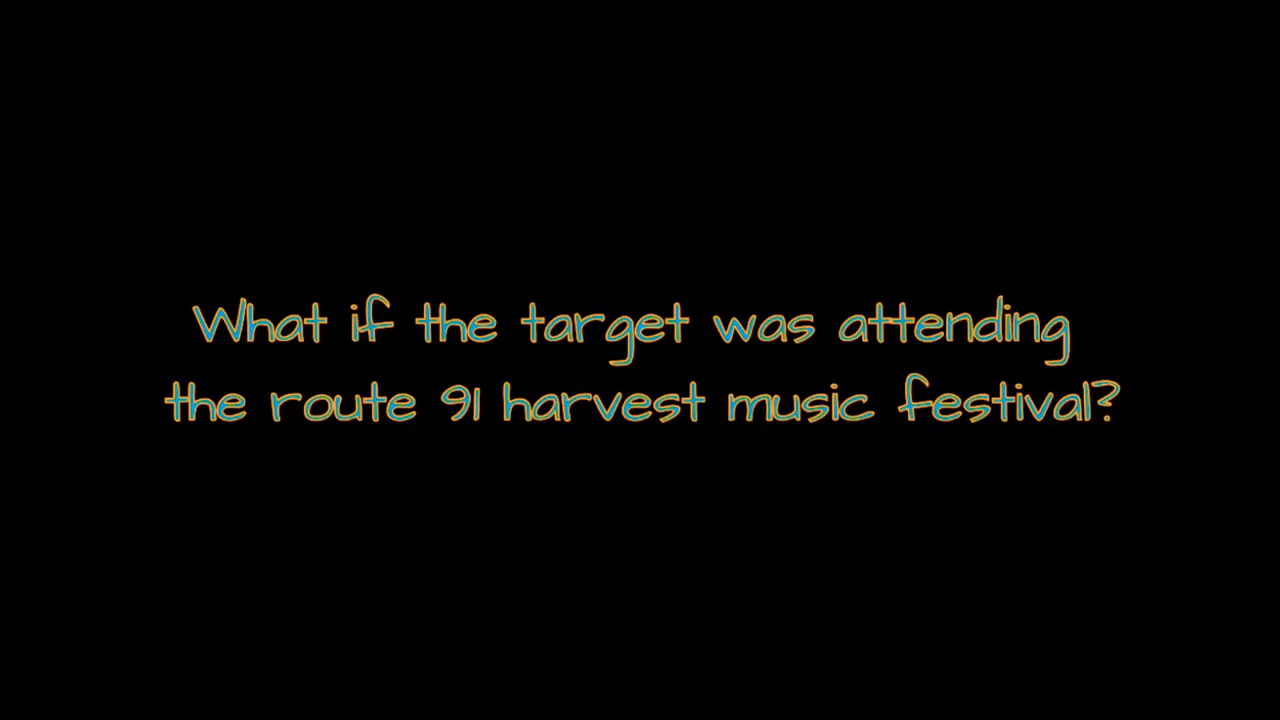 What if the target was attending
the route 91 harvest music festival?